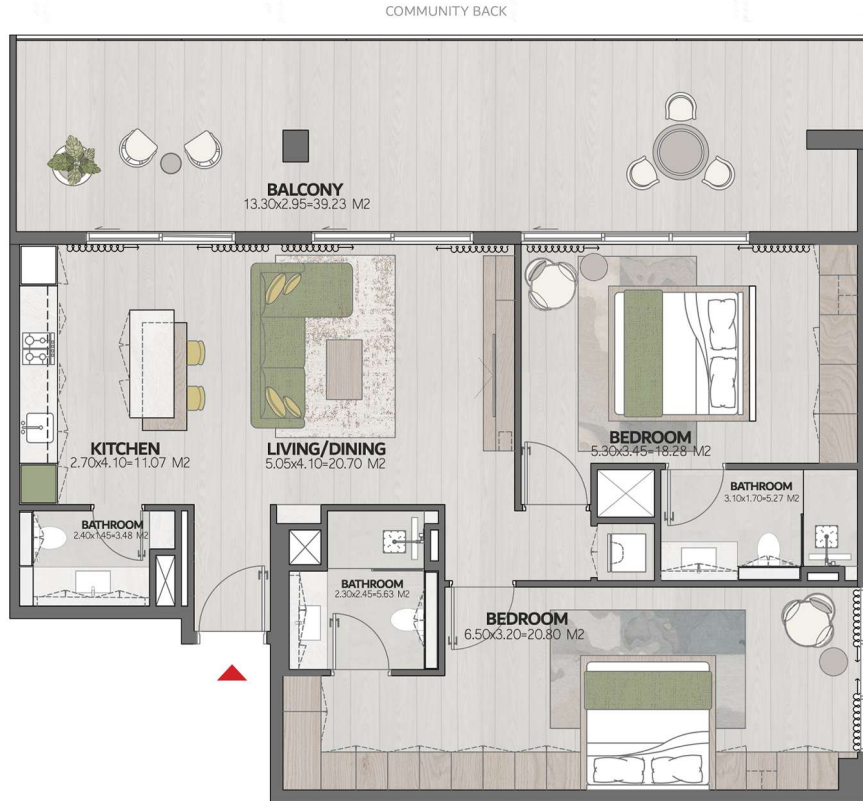 COMMUNITY BACK
BALCONY
13.30x2.95=39.23 M2
KITCHEN
2.70x4.10=11.07 M2
LIVING/DINING
5.05x4.10=20.70 M2
BEDROOM
5.30x3.45=18.28 M2
BATHROOM
3.10x1.70=5.27 M2
BATHROOM
2.40x1.45=3.48 M2
BATHROOM
2.30x2.45=5.63 M2
BEDROOM
6.50x3.20=20.80 M2